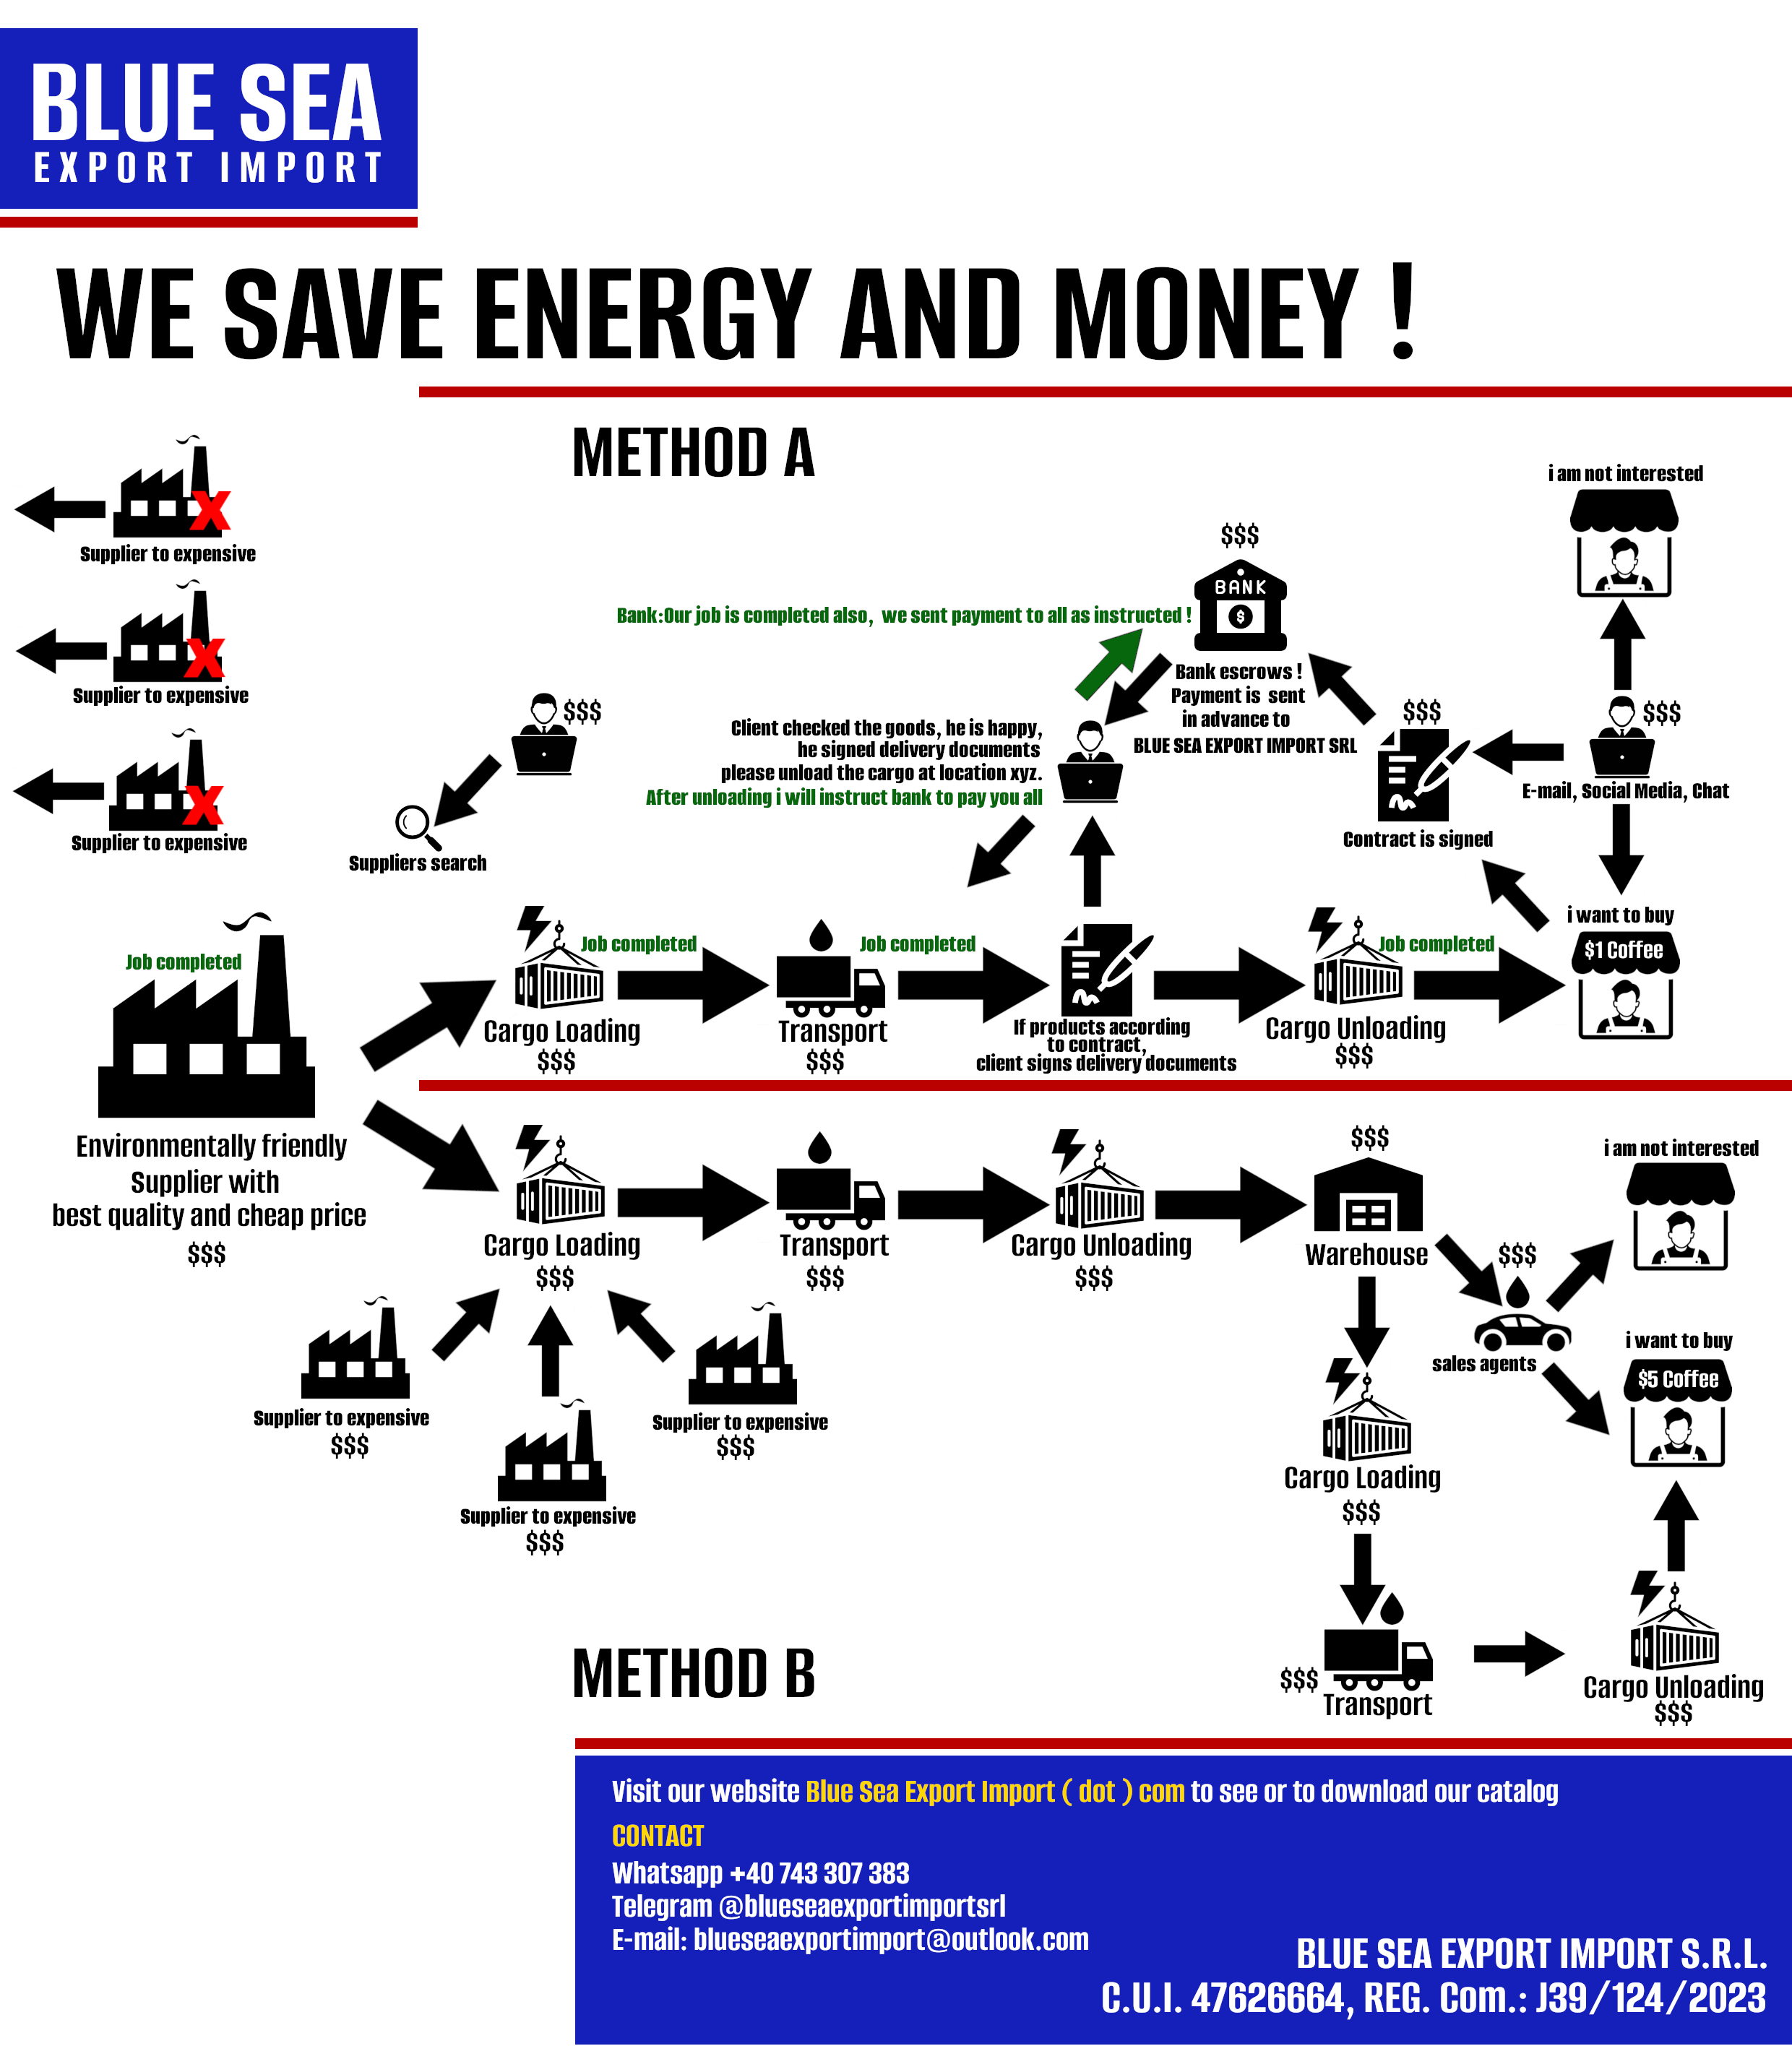 BLUE SEA
EXPORT IMPORT
WE SAVE ENERGY AND MONEY !
METHOD A
X
Supplier to expensive
X
Supplier to expensive
X
Supplier to expensive
$$$
Suppliers search
i am not interested
$$$
BANK
$
Bank:Our job is completed also, we sent payment to all as instructed !
Bank escrows !
Payment is sent
in advance to
BLUE SEA EXPORT IMPORT SRL
Client checked the goods, he is happy,
he signed delivery documents
please unload the cargo at location xyz.
After unloading i will instruct bank to pay you all
$$$
Contract is signed
$$$
E-mail, Social Media, Chat
i want to buy
$1 Coffee
Job completed
Environmentally friendly
Supplier with
best quality and cheap price
$$$
Job completed
Cargo Loading
$$$
Job completed
Transport
$$$
If products according
to contract,
client signs delivery documents
Job completed
Cargo Unloading
$$$
Cargo Loading
$$$
Transport
$$$
Cargo Unloading
$$$
$$$
Warehouse
i am not interested
$$$
sales agents
i want to buy
$5 Coffee
Supplier to expensive
$$$
Supplier to expensive
$$$
Supplier to expensive
$$$
Cargo Loading
$$$
$$$
Transport
Cargo Unloading
$$$
METHOD B
Visit our website Blue Sea Export Import ( dot ) com to see or to download our catalog
CONTACT
Whatsapp +40 743 307 383
Telegram @blueseaexportimportsrl
E-mail: blueseaexportimport@outlook.com
BLUE SEA EXPORT IMPORT S.R.L.
C.U.I. 47626664, REG. Com.: J39/124/2023